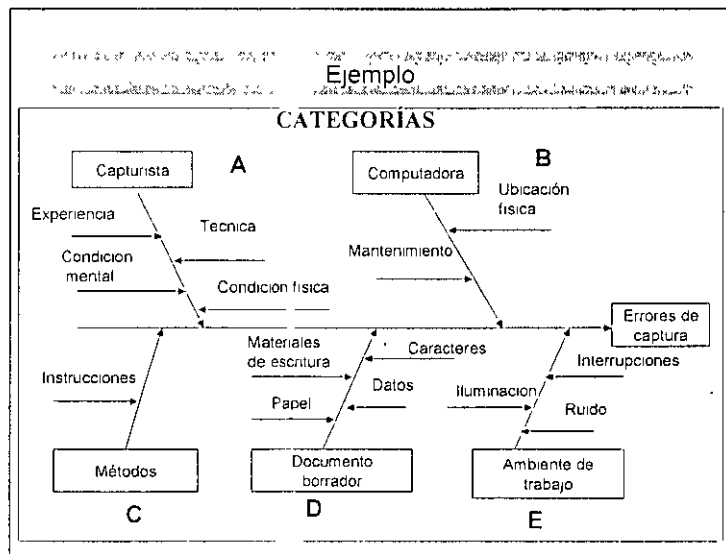 Ejemplo
CATEGORÍAS
A
B
Capturista
Computadora
Experiencia
Tecnica
Condicion
mental
Condición fisica
Ubicación
fisica
Mantenimiento
Errores de
captura
Materiales
de escritura
Caracteres
Interrupciones
Instrucciones
Datos
Iluminacion
Papel
Ruido
Métodos
Documento
borrador
Ambiente de
trabajo
C
D
E